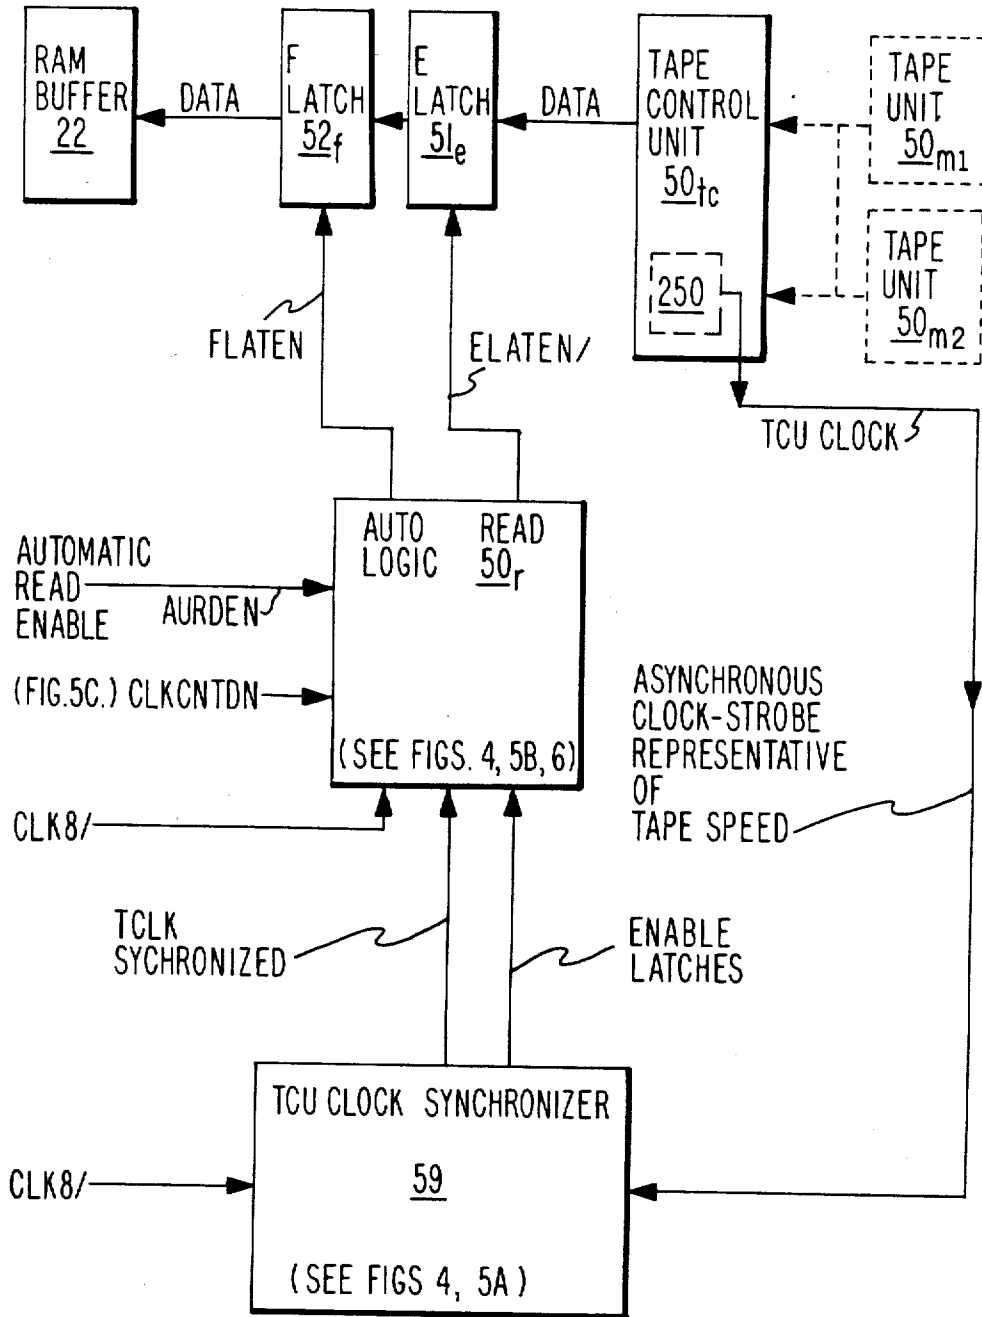 RAM
BUFFER
22
DATA
F
LATCH
52f
E
LATCH
51e
DATA
TAPE
CONTROL
UNIT
50tc
250
TAPE
UNIT
50m1
TAPE
UNIT
50m2
FLATEN
ELATEN/
TCU CLOCK
AUTO READ
LOGIC 50r
(SEE FIGS. 4, 5B, 6)
AUTOMATIC
READ
ENABLE
AURDEN
(FIG.5C.) CLKCNTDN
CLK8/
ASYNCHRONOUS
CLOCK-STROBE
REPRESENTATIVE
OF
TAPE SPEED
TCLK
SYCHRONIZED
ENABLE
LATCHES
TCU CLOCK SYNCHRONIZER
59
(SEE FIGS 4, 5A)
CLK8/